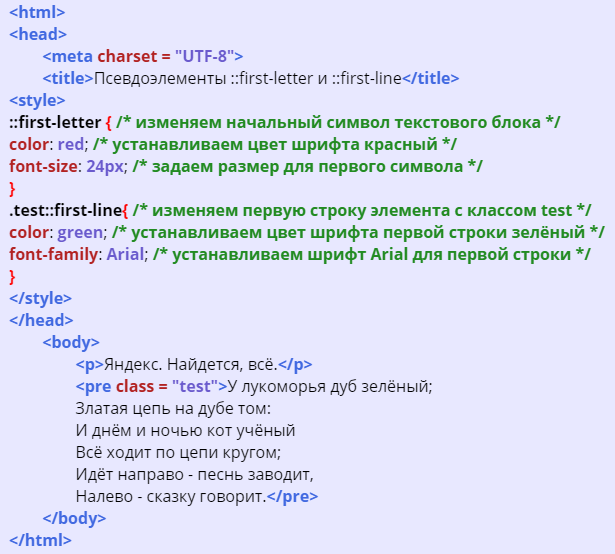 <html>
<head>
<meta charset = "UTF-8">
<title>Псевдоэлементы ::first-letter и ::first-line</title>
<style>
::first-letter { /* изменяем начальный символ текстового блока */
color: red; /* устанавливаем цвет шрифта красный */
font-size: 24px; /* задаем размер для первого символа */
}
.test::first-line{ /* изменяем первую строку элемента с классом test */
color: green; /* устанавливаем цвет шрифта первой строки зелёный */
font-family: Arial; /* устанавливаем шрифт Arial для первой строки */
}
</style>
</head>
<body>
<p>Яндекс. Найдется, всё.</p>
<pre class = "test">У лукоморья дуб зелёный;
Златая цепь на дубе том:
И днём и ночью кот учёный
Всё ходит по цепи кругом;
Идёт направо - песнь заводит,
Налево - сказку говорит.</pre>
</body>
</html>